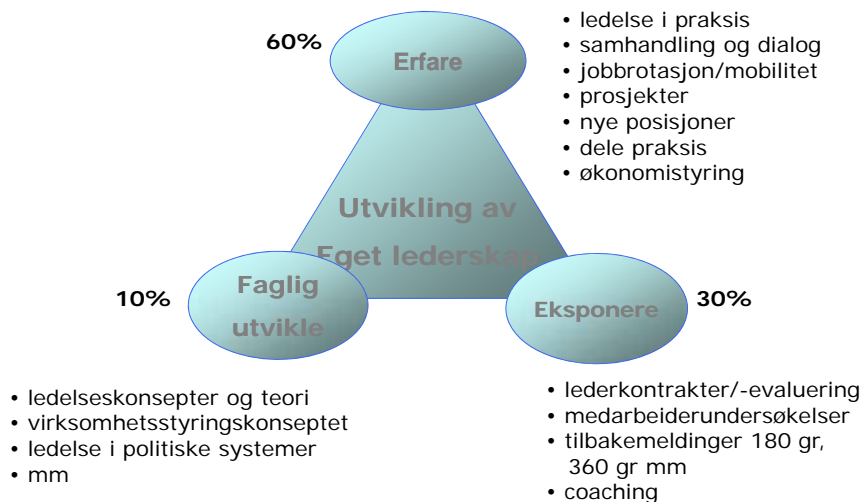 60%
Erfare
• ledelse i praksis
• samhandling og dialog
• jobbrotasjon/mobilitet
• prosjekter
• nye posisjoner
• dele praksis
• økonomistyring
Utvikling av
Eget lederskap
10%
Faglig
utvikle
Eksponere
30%
• ledelseskonsepter og teori
• virksomhetsstyringskonseptet
• ledelse i politiske systemer
• mm
• lederkontrakter/-evaluering
• medarbeiderundersøkelser
• tilbakemeldinger 180 gr,
360 gr mm
• coaching